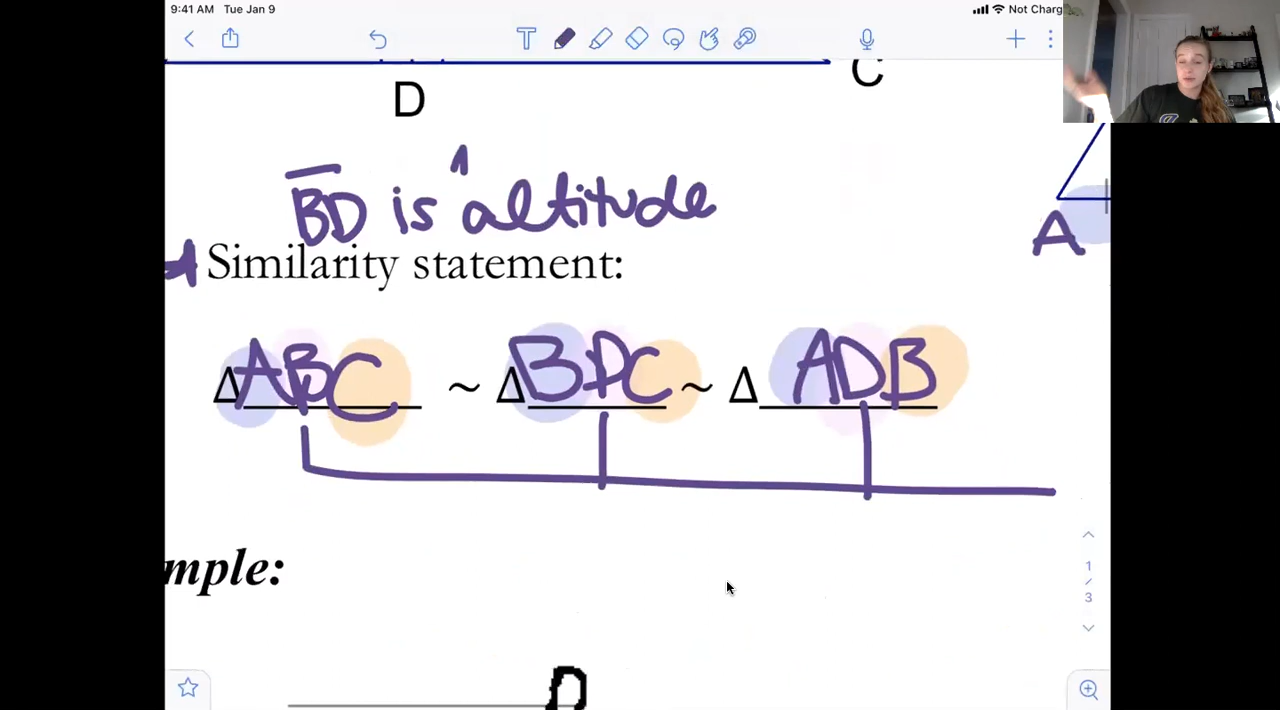 9:41 AM Tue Jan 9
Not Charg
D
C
BD is altitude
A
Similarity statement:
ΔABC ~ ΔBDC ~ ΔADB
mple:
1
/
3